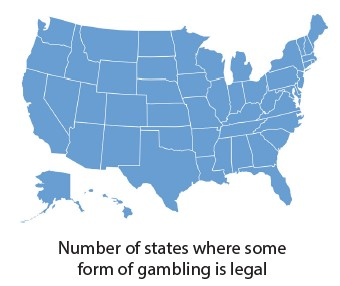 Number of states where some
form of gambling is legal